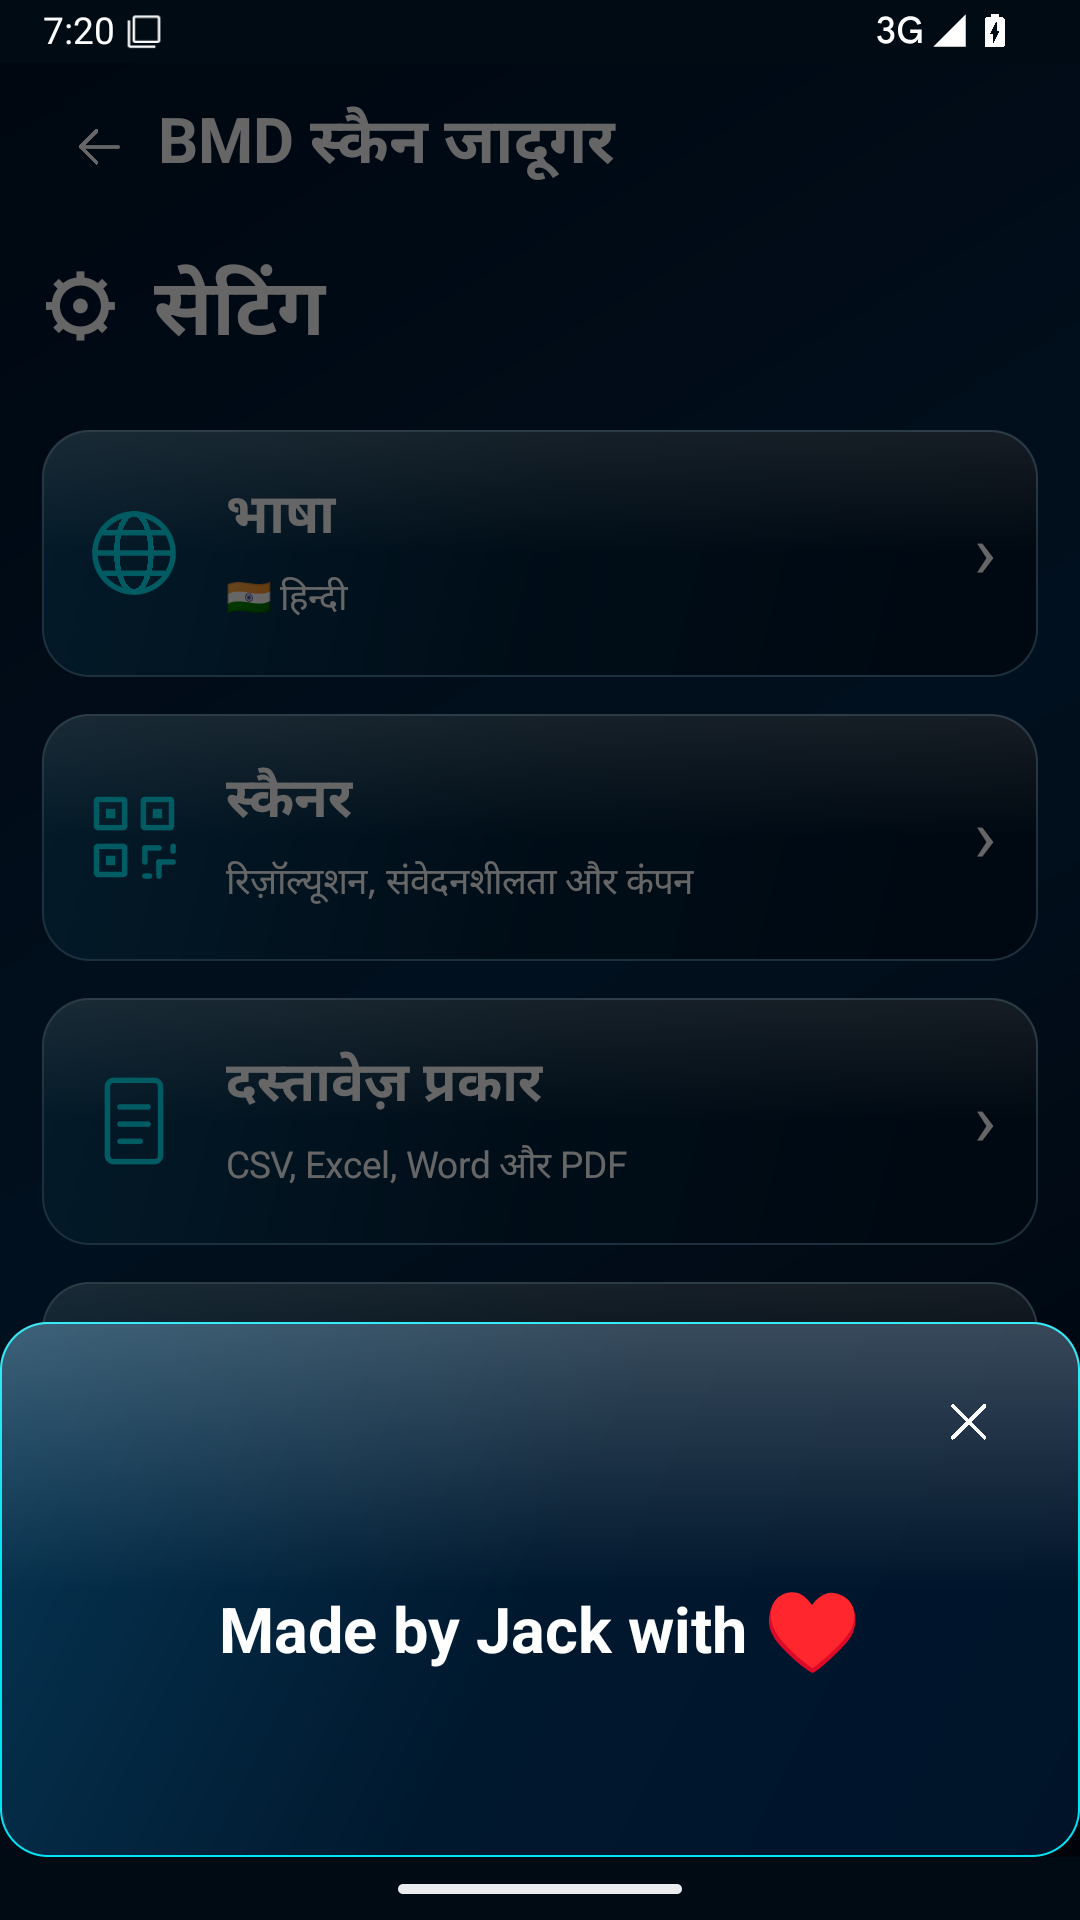 7:20
3G
BMD स्कैन जादूगर
सेटिंग
भाषा
🇮🇳 हिन्दी
स्कैनर
रिज़ॉल्यूशन, संवेदनशीलता और कंपन
दस्तावेज़ प्रकार
CSV, Excel, Word और PDF
Made by Jack with ❤️